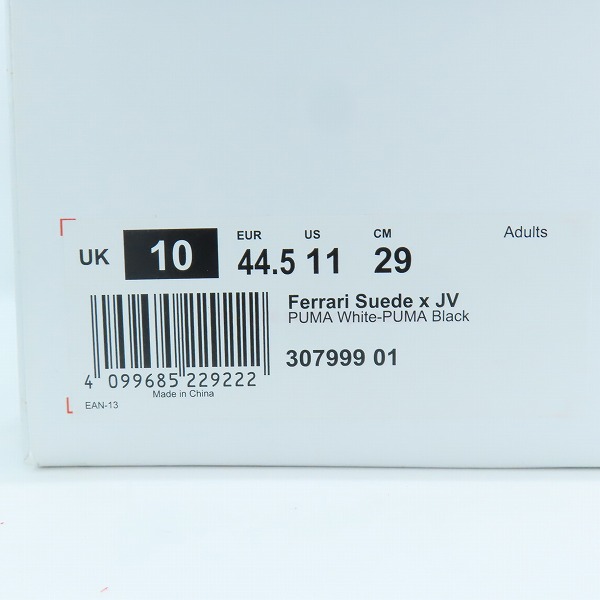 EUR US CM Adults
UK 10 44.5 11 29
Ferrari Suede x JV
PUMA White-PUMA Black
307999 01
4 099685 229222
Made in China
EAN-13